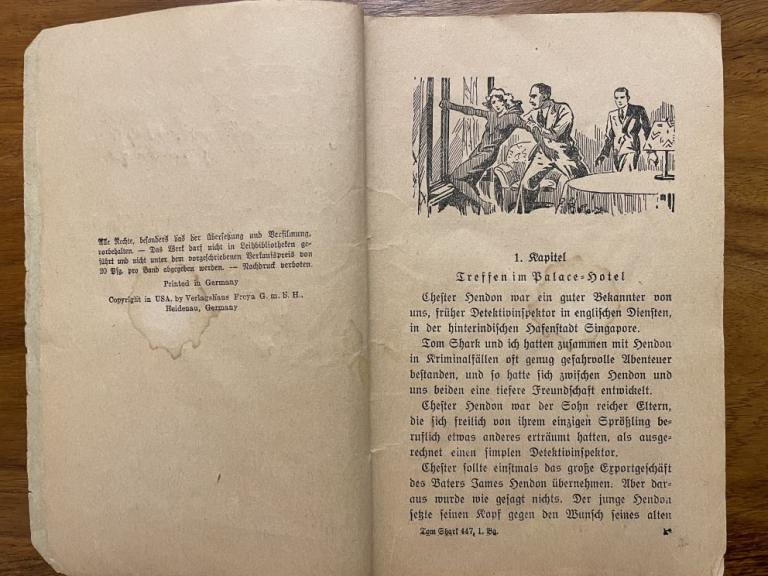 Alle Rechte, besonders das der Übersetzung und Verfilmung,
vorbehalten. — Das Werk darf nicht in Leihbibliotheken ge-
führt und nicht unter dem vorgeschriebenen Verkaufspreis von
20 Pfg. pro Band abgegeben werden. — Nachdruck verboten.
Printed in Germany
Copyright in USA. by Verlagshaus Freya G. m. b. H.,
Heidenau, Germany
1. Kapitel
Treffen im Palace-Hotel
Chester Hendon war ein guter Bekannter von
uns, früher Detektivinspektor in englischen Diensten,
in der hinterindischen Hafenstadt Singapore.
Tom Shark und ich hatten zusammen mit Hendon
in Kriminalfällen oft genug gefahrvolle Abenteuer
bestanden, und so hatte sich zwischen Hendon und
uns beiden eine tiefere Freundschaft entwickelt.
Chester Hendon war der Sohn reicher Eltern,
die sich freilich von ihrem einzigen Sprößling be-
ruflich etwas anderes erträumt hatten, als ausge-
rechnet einen simplen Detektivinspektor.
Chester sollte einstmals das große Exportgeschäft
des Vaters James Hendon übernehmen. Aber dar-
aus wurde wie gesagt nichts. Der junge Hendon
setzte seinen Kopf gegen den Wunsch seines alten
Tom Shark 447, 1. Bg.